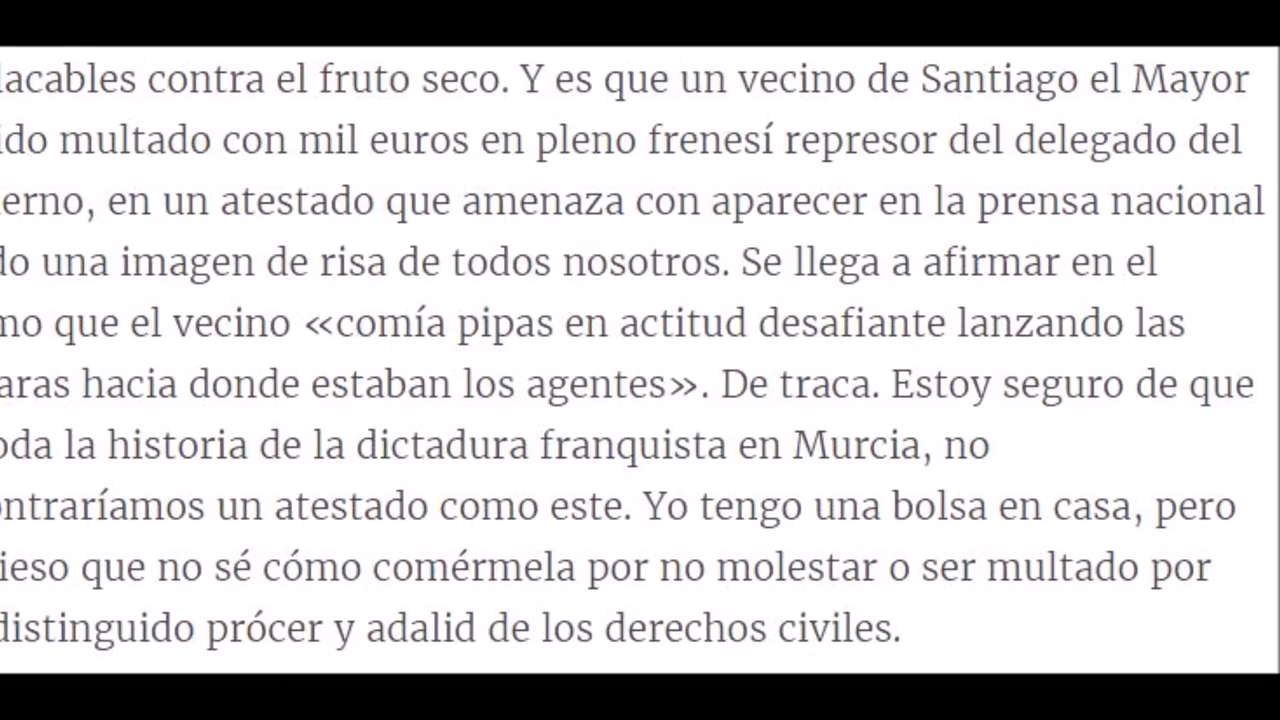 lacables contra el fruto seco. Y es que un vecino de Santiago el Mayor
ido multado con mil euros en pleno frenesí represor del delegado del
erno, en un atestado que amenaza con aparecer en la prensa nacional
do una imagen de risa de todos nosotros. Se llega a afirmar en el
mo que el vecino «comía pipas en actitud desafiante lanzando las
aras hacia donde estaban los agentes». De traca. Estoy seguro de que
oda la historia de la dictadura franquista en Murcia, no
ontraríamos un atestado como este. Yo tengo una bolsa en casa, pero
ieso que no sé cómo comérmela por no molestar o ser multado por
distinguido prócer y adalid de los derechos civiles.